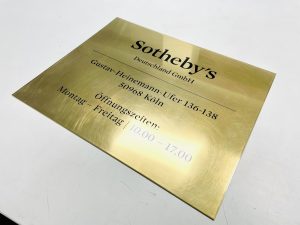 Sotheby's
Deutschland GmbH
Gustav-Heinemann-Ufer 136-138
50968 Köln
Öffnungszeiten:
Montag - Freitag | 10.00 - 17.00